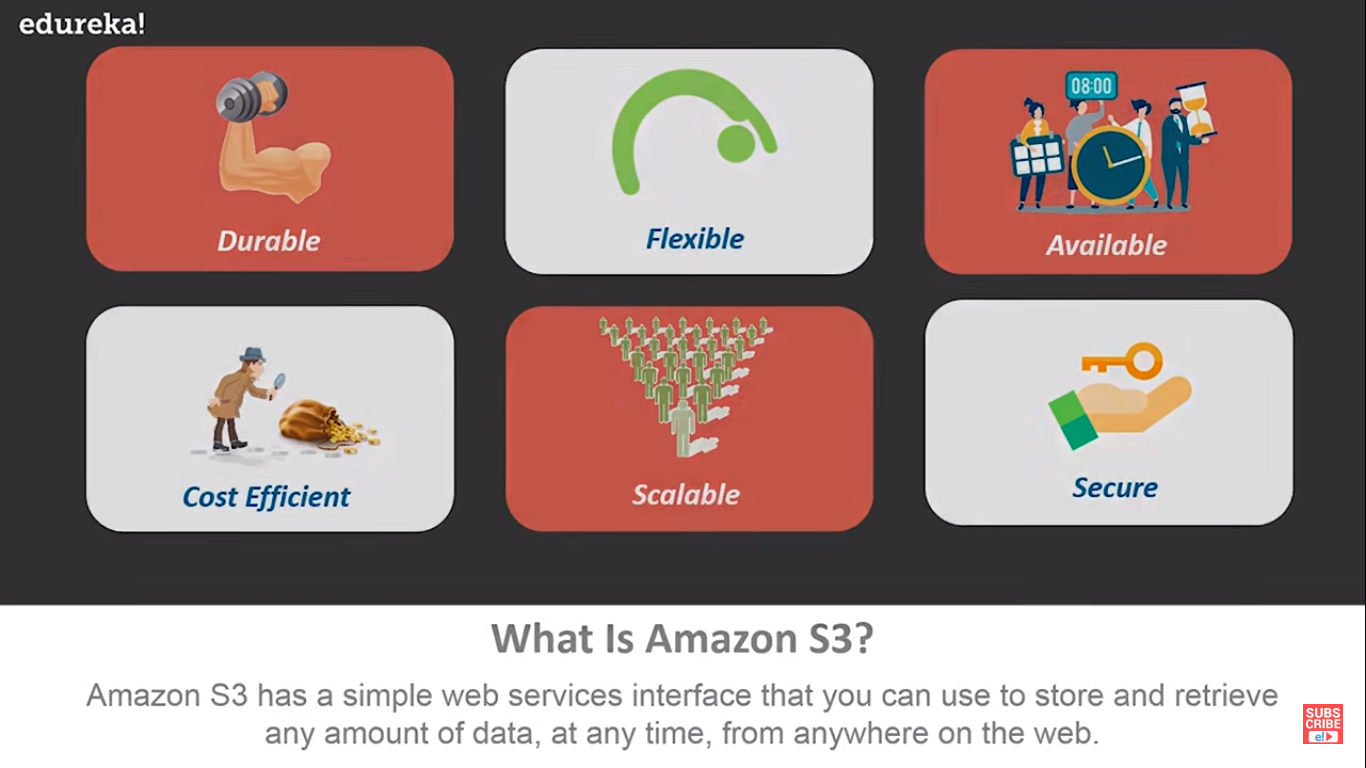 edureka!
Durable
Flexible
08:00
Available
Cost Efficient
Scalable
Secure
What Is Amazon S3?
Amazon S3 has a simple web services interface that you can use to store and retrieve
any amount of data, at any time, from anywhere on the web.
SUBS
CRIBE
e!